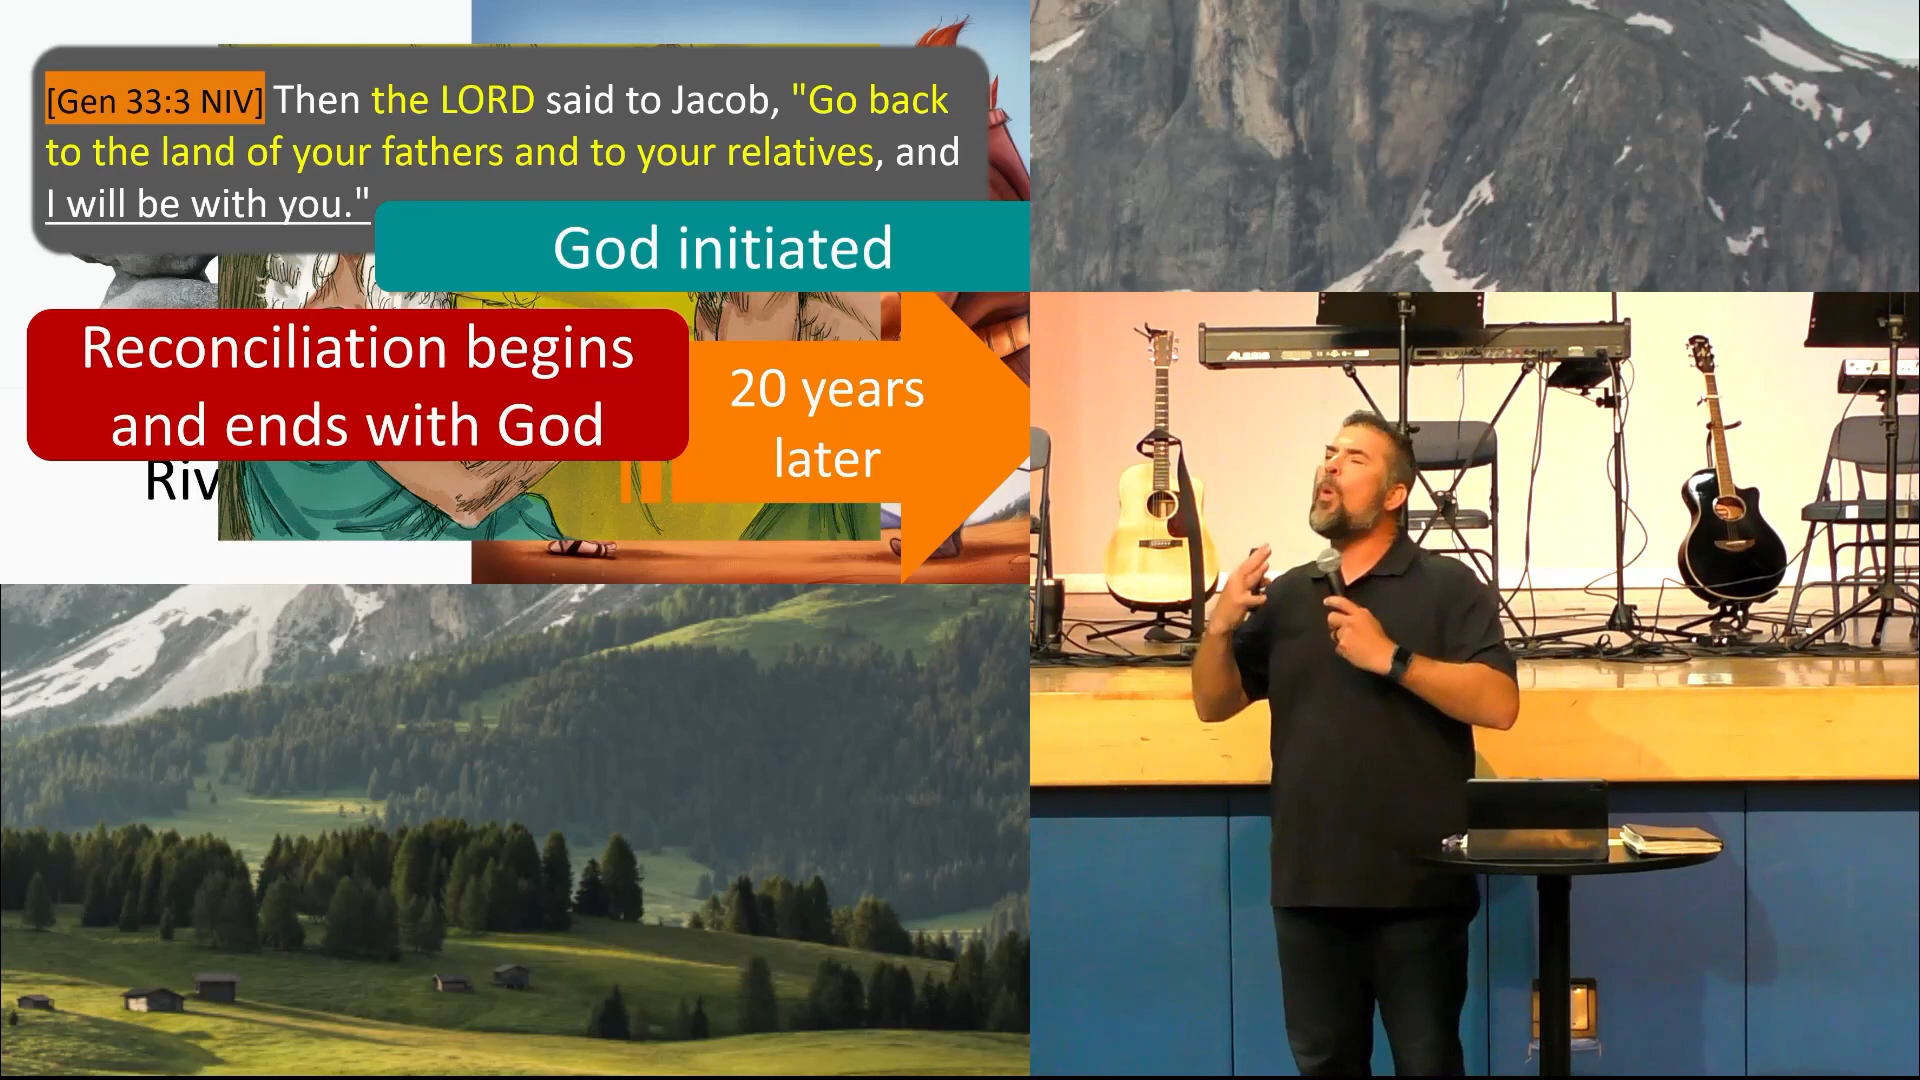 [Gen 33:3 NIV] Then the LORD said to Jacob, "Go back
to the land of your fathers and to your relatives, and
I will be with you."
God initiated
Reconciliation begins
and ends with God
20 years
later
Riv
ALESIS